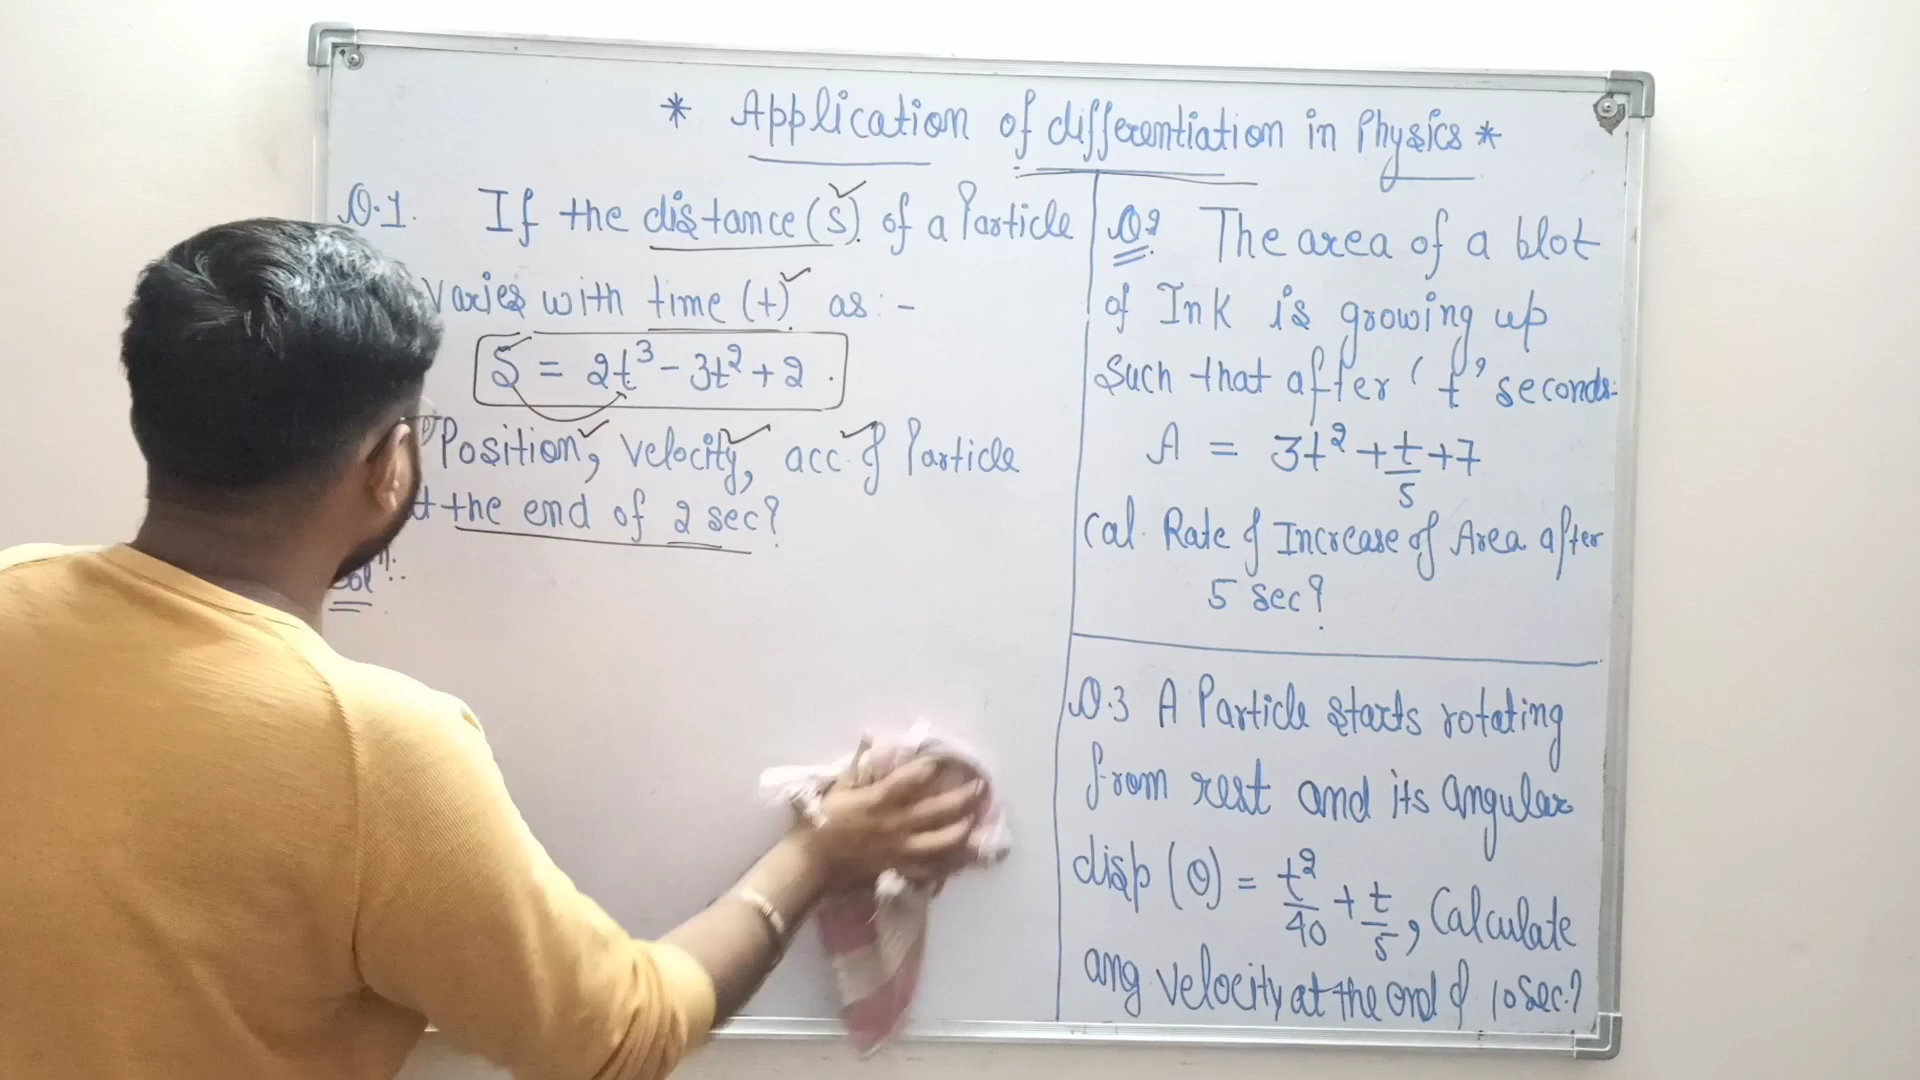 * Application of differentiation in Physics *
Q.1. If the distance (S) of a Particle
varies with time (t) as :-
S = 2t³ - 3t² + 2 .
Position, velocity, acc. of Particle
at the end of 2 sec?
Solⁿ:.
Q.2 The area of a blot
of Ink is growing up
Such that after 't' seconds.
A = 3t² + t/5 + 7
Cal. Rate of Increase of Area after
5 sec?
Q.3 A Particle starts rotating
from rest and its angular
disp (θ) = t²/40 + t/5, Calculate
ang velocity at the end of 10 sec.?